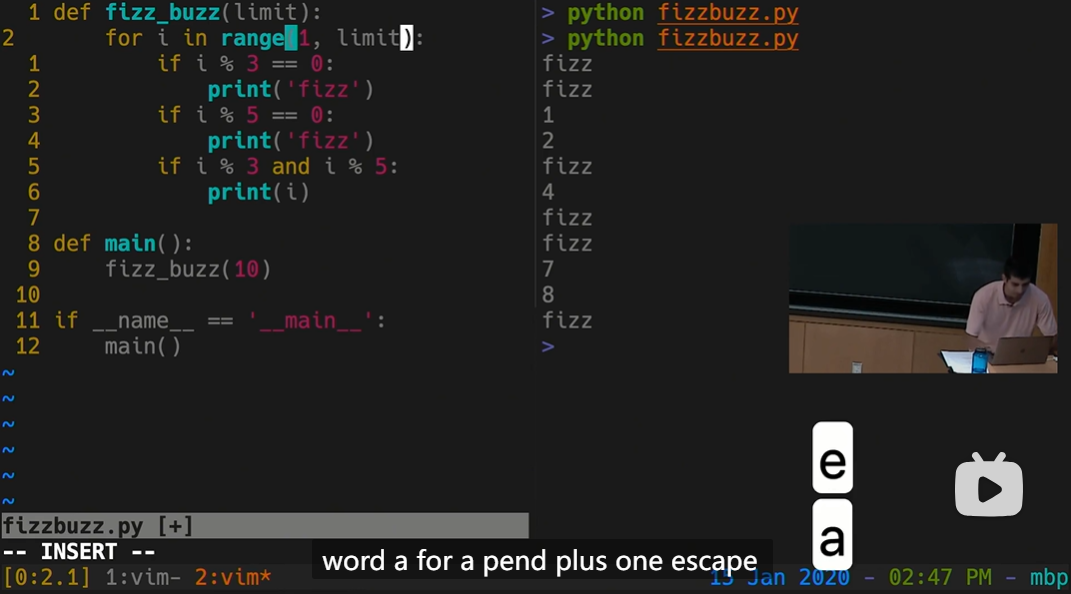 1 def fizz_buzz(limit):
2 for i in range(1, limit):
1 if i % 3 == 0:
2 print('fizz')
3 if i % 5 == 0:
4 print('fizz')
5 if i % 3 and i % 5:
6 print(i)
7
8 def main():
9 fizz_buzz(10)
10
11 if __name__ == '__main__':
12 main()
~
~
~
~
~
~
fizzbuzz.py [+]
-- INSERT --
[0:2.1] 1:vim- 2:vim*
> python fizzbuzz.py
> python fizzbuzz.py
fizz
fizz
1
2
fizz
4
fizz
fizz
7
8
fizz
>
e
a
word a for a pend plus one escape
15 Jan 2020 - 02:47 PM - mbp